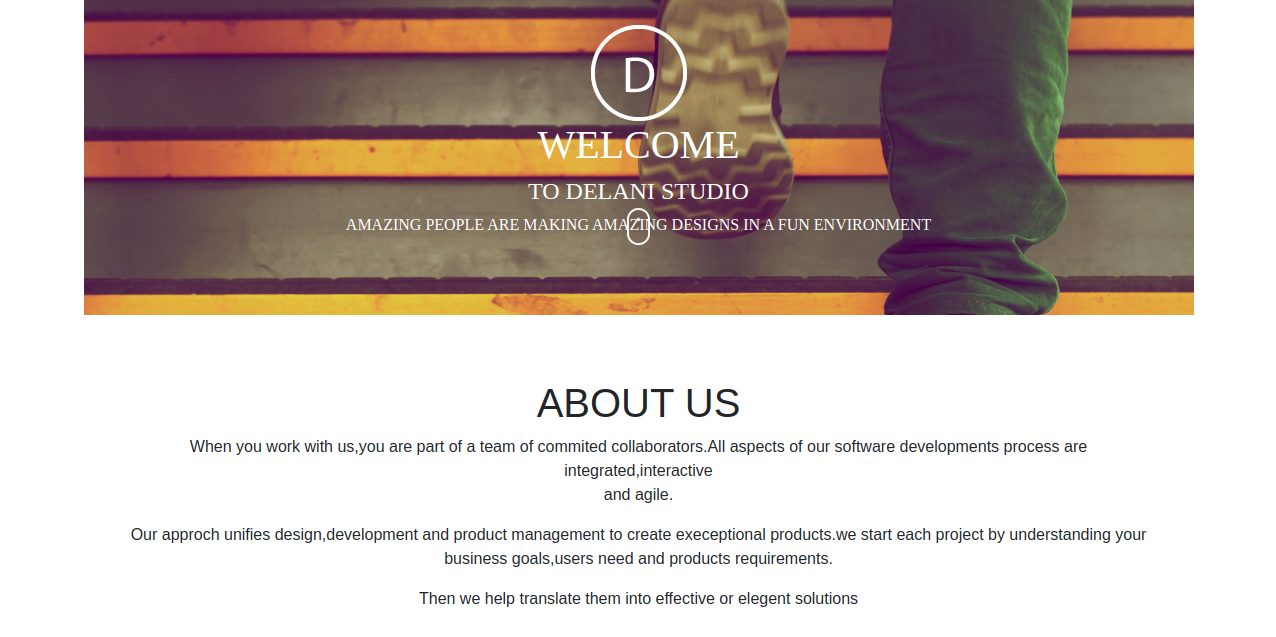 D
WELCOME
TO DELANI STUDIO
AMAZING PEOPLE ARE MAKING AMAZING DESIGNS IN A FUN ENVIRONMENT
ABOUT US
When you work with us,you are part of a team of commited collaborators.All aspects of our software developments process are
integrated,interactive
and agile.
Our approch unifies design,development and product management to create execeptional products.we start each project by understanding your
business goals,users need and products requirements.
Then we help translate them into effective or elegent solutions